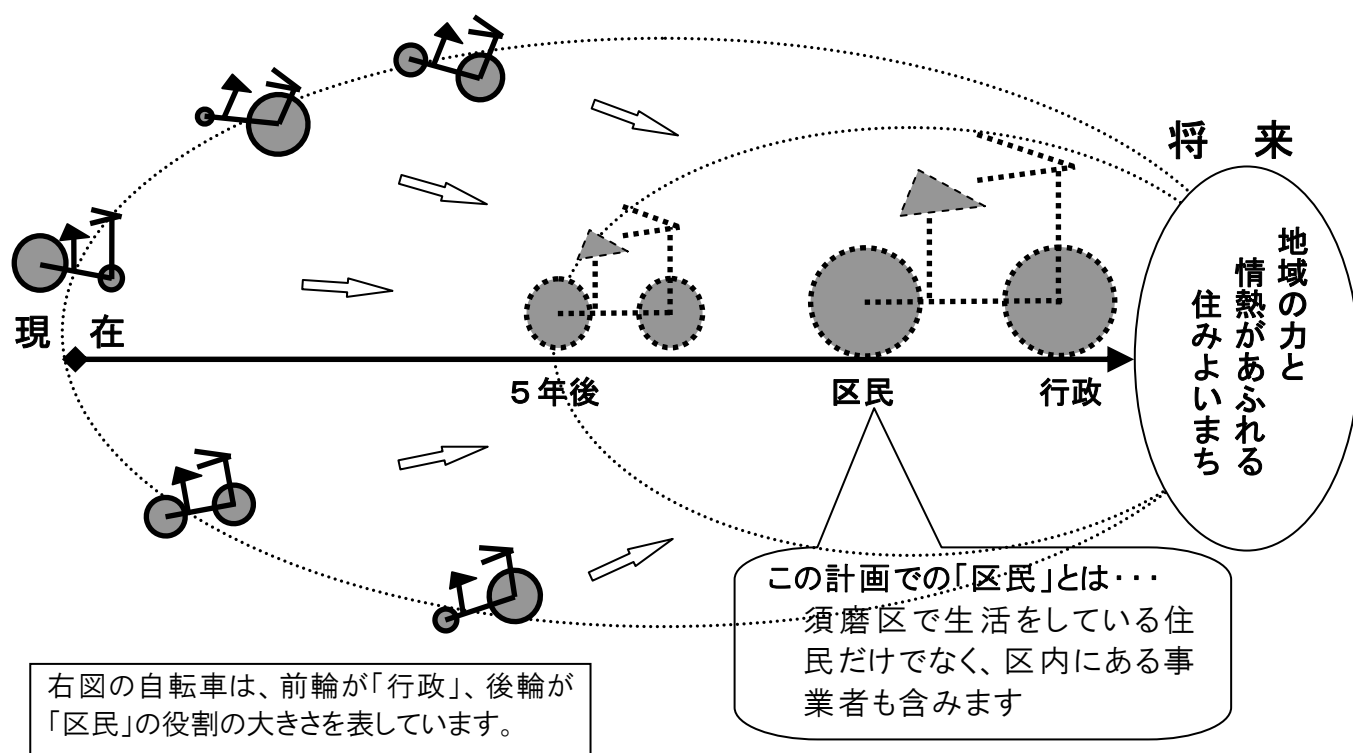 将来
地域の力と
情熱があふれる
住みよいまち
現在
5年後
区民
行政
この計画での「区民」とは・・・
須磨区で生活をしている住
民だけでなく、区内にある事
業者も含みます
右図の自転車は、前輪が「行政」、後輪が
「区民」の役割の大きさを表しています。